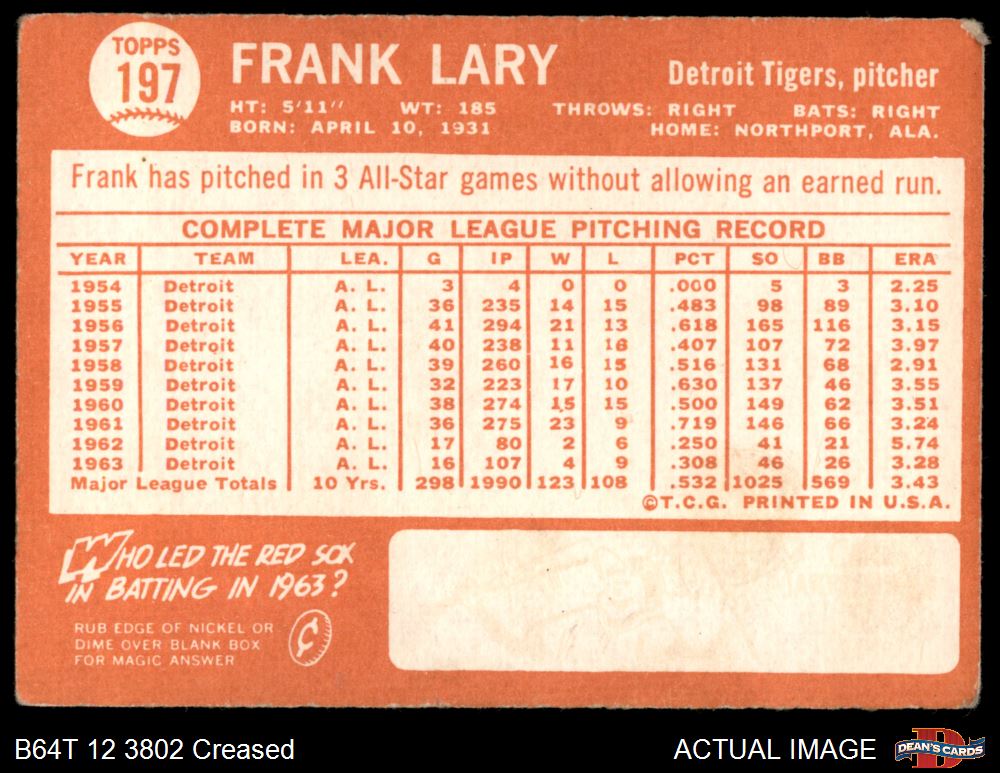 TOPPS
197
FRANK LARY
Detroit Tigers, pitcher
HT: 5'11" WT: 185 THROWS: RIGHT BATS: RIGHT
BORN: APRIL 10, 1931 HOME: NORTHPORT, ALA.
Frank has pitched in 3 All-Star games without allowing an earned run.
COMPLETE MAJOR LEAGUE PITCHING RECORD
YEAR TEAM LEA. G IP W L PCT SO BB ERA
1954 Detroit A. L. 3 4 0 0 .000 5 3 2.25
1955 Detroit A. L. 36 235 14 15 .483 98 89 3.10
1956 Detroit A. L. 41 294 21 13 .618 165 116 3.15
1957 Detroit A. L. 40 238 11 16 .407 107 72 3.97
1958 Detroit A. L. 39 260 16 15 .516 131 68 2.91
1959 Detroit A. L. 32 223 17 10 .630 137 46 3.55
1960 Detroit A. L. 38 274 15 15 .500 149 62 3.51
1961 Detroit A. L. 36 275 23 9 .719 146 66 3.24
1962 Detroit A. L. 17 80 2 6 .250 41 21 5.74
1963 Detroit A. L. 16 107 4 9 .308 46 26 3.28
Major League Totals 10 Yrs. 298 1990 123 108 .532 1025 569 3.43
©T.C.G. PRINTED IN U.S.A.
WHO LED THE RED SOX
IN BATTING IN 1963?
RUB EDGE OF NICKEL OR
DIME OVER BLANK BOX
FOR MAGIC ANSWER
¢
B64T 12 3802 Creased
ACTUAL IMAGE
DEAN'S CARDS